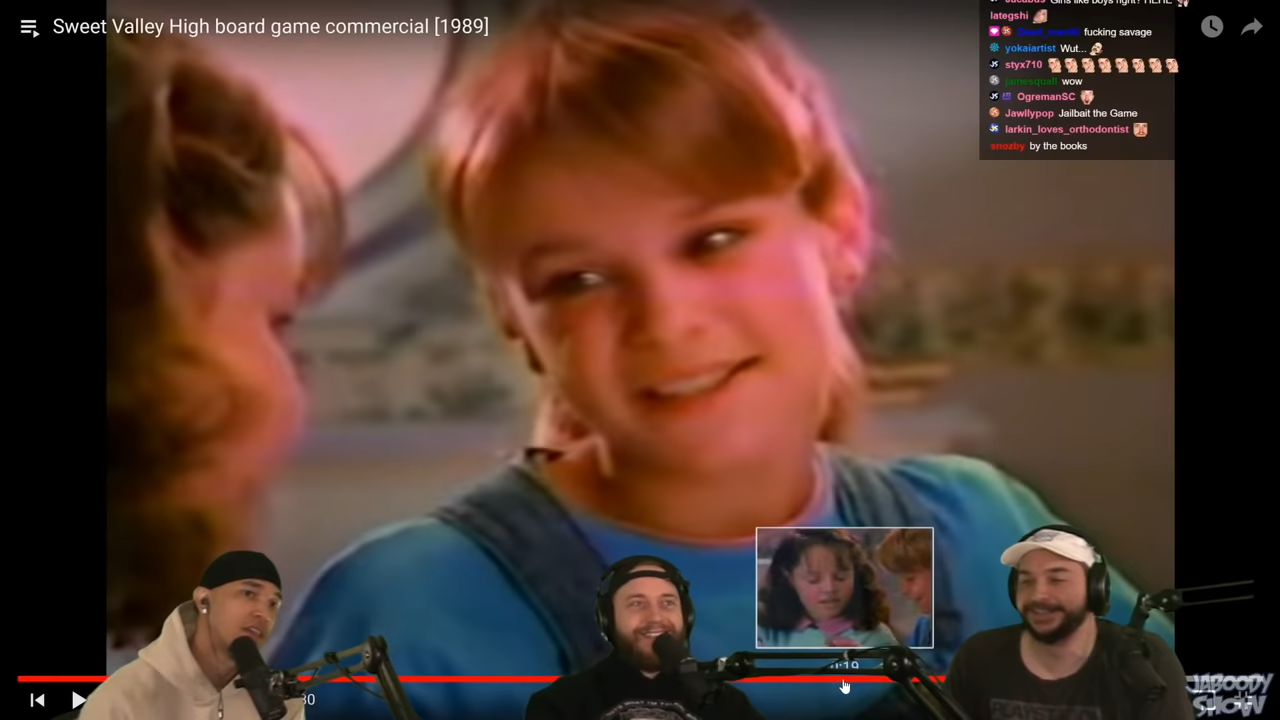 Sweet Valley High board game commercial [1989]
Girls like boys right? HEHE
lategshi
fucking savage
yokaiartist Wut...
styx710
jamesquall wow
OgremanSC
Jawllypop Jailbait the Game
larkin_loves_orthodontist
snozby by the books
JABOODY
SHOW